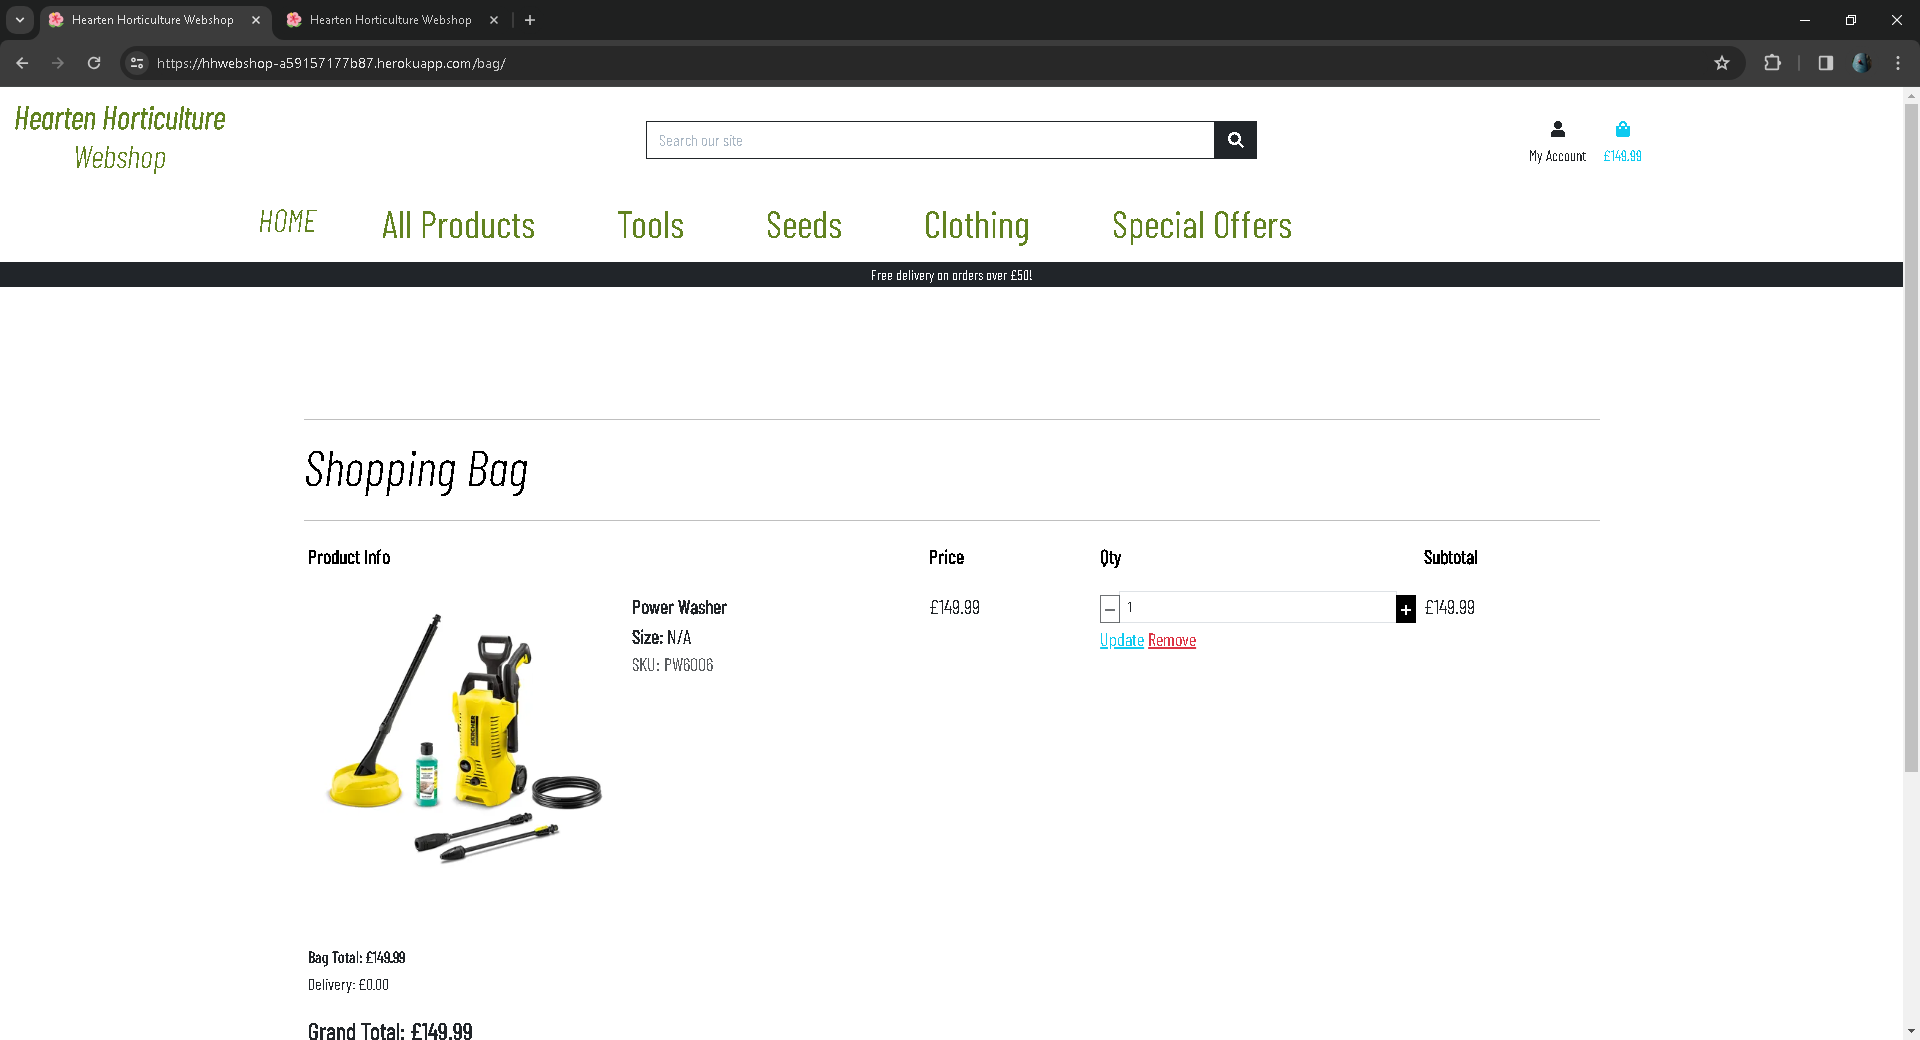 Hearten Horticulture Webshop
Hearten Horticulture Webshop
https://hhwebshop-a59157177b87.herokuapp.com/bag/
Hearten Horticulture
Webshop
Search our site
My Account
£149.99
HOME
All Products
Tools
Seeds
Clothing
Special Offers
Free delivery on orders over £50!
Shopping Bag
Product Info
Price
Qty
Subtotal
Power Washer
£149.99
1
£149.99
Size: N/A
Update Remove
SKU: PW6006
KARCHER
Bag Total: £149.99
Delivery: £0.00
Grand Total: £149.99